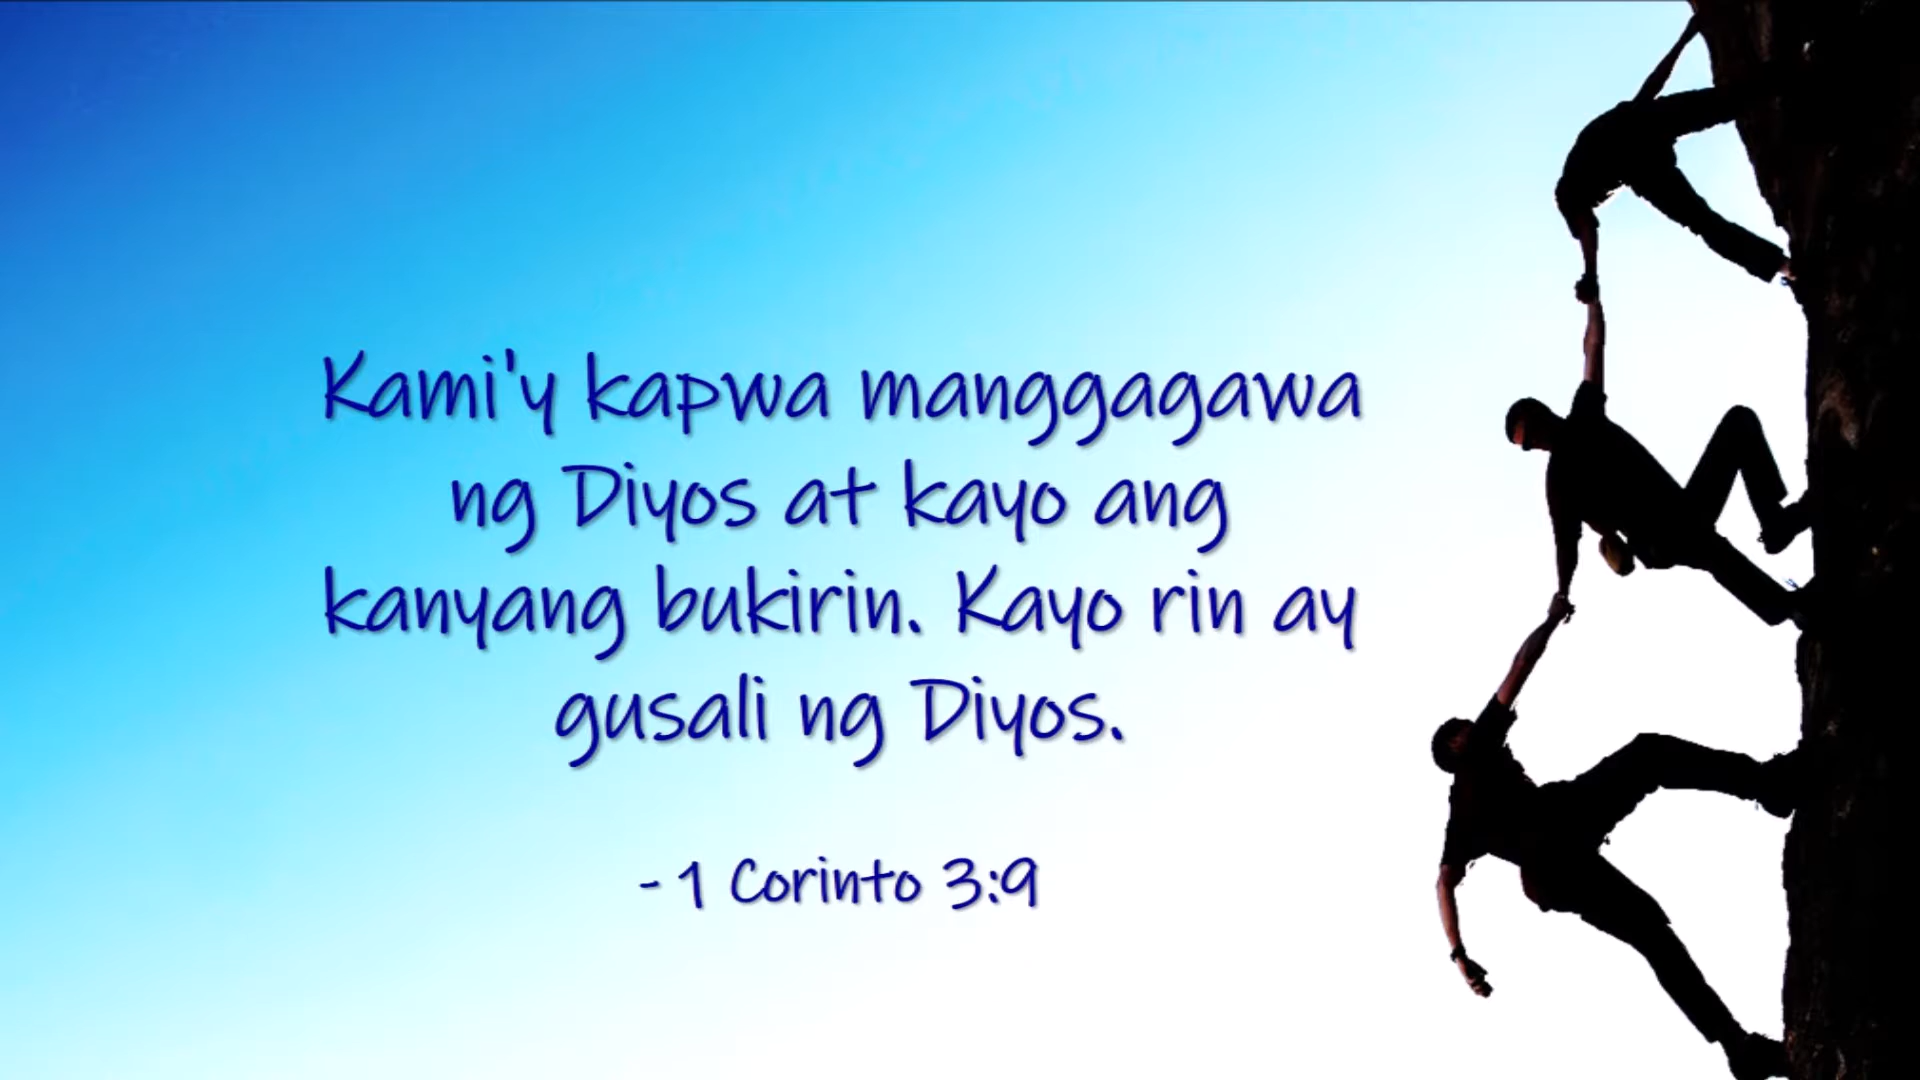 Kami'y kapwa manggagawa
ng Diyos at kayo ang
kanyang bukirin. Kayo rin ay
gusali ng Diyos.
- 1 Corinto 3:9